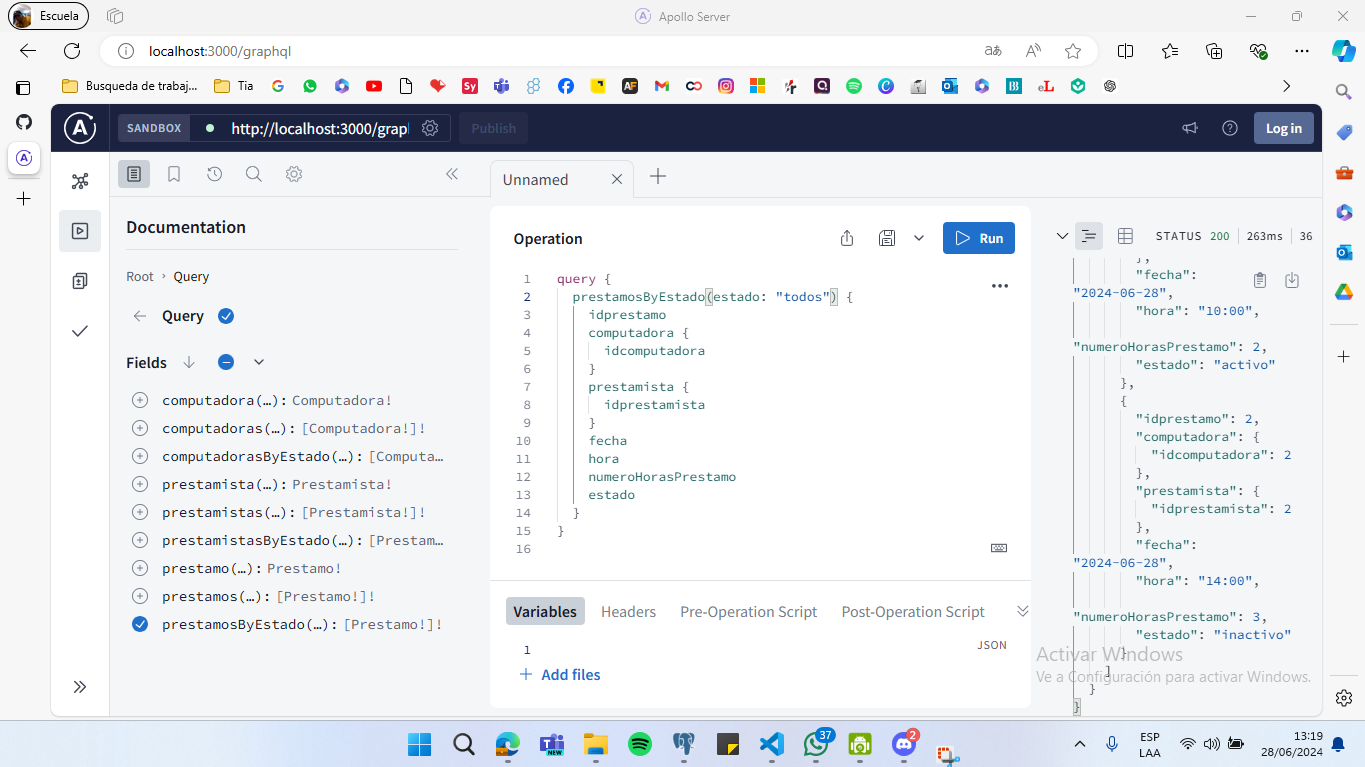 Escuela
Apollo Server
localhost:3000/graphql
Busqueda de trabaj...
Tia
SANDBOX
http://localhost:3000/grap
Publish
Log in
Documentation
Root › Query
Query
Fields
computadora(…): Computadora!
computadoras(…): [Computadora!]!
computadorasByEstado(…): [Computa…
prestamista(…): Prestamista!
prestamistas(…): [Prestamista!]!
prestamistasByEstado(…): [Prestam…
prestamo(…): Prestamo!
prestamos(…): [Prestamo!]!
prestamosByEstado(…): [Prestamo!]!
Unnamed
Operation
Run
1 query {
2 prestamosByEstado(estado: "todos") {
3 idprestamo
4 computadora {
5 idcomputadora
6 }
7 prestamista {
8 idprestamista
9 }
10 fecha
11 hora
12 numeroHorasPrestamo
13 estado
14 }
15 }
16
Variables Headers Pre-Operation Script Post-Operation Script
JSON
1
+ Add files
STATUS 200 263ms 36
},
"fecha":
"2024-06-28",
"hora": "10:00",
"numeroHorasPrestamo": 2,
"estado": "activo"
},
{
"idprestamo": 2,
"computadora": {
"idcomputadora": 2
},
"prestamista": {
"idprestamista": 2
},
"fecha":
"2024-06-28",
"hora": "14:00",
"numeroHorasPrestamo": 3,
"estado": "inactivo"
}
]
}
}
Activar Windows
Ve a Configuración para activar Windows.
NEW
37
2
ESP
LAA
13:19
28/06/2024